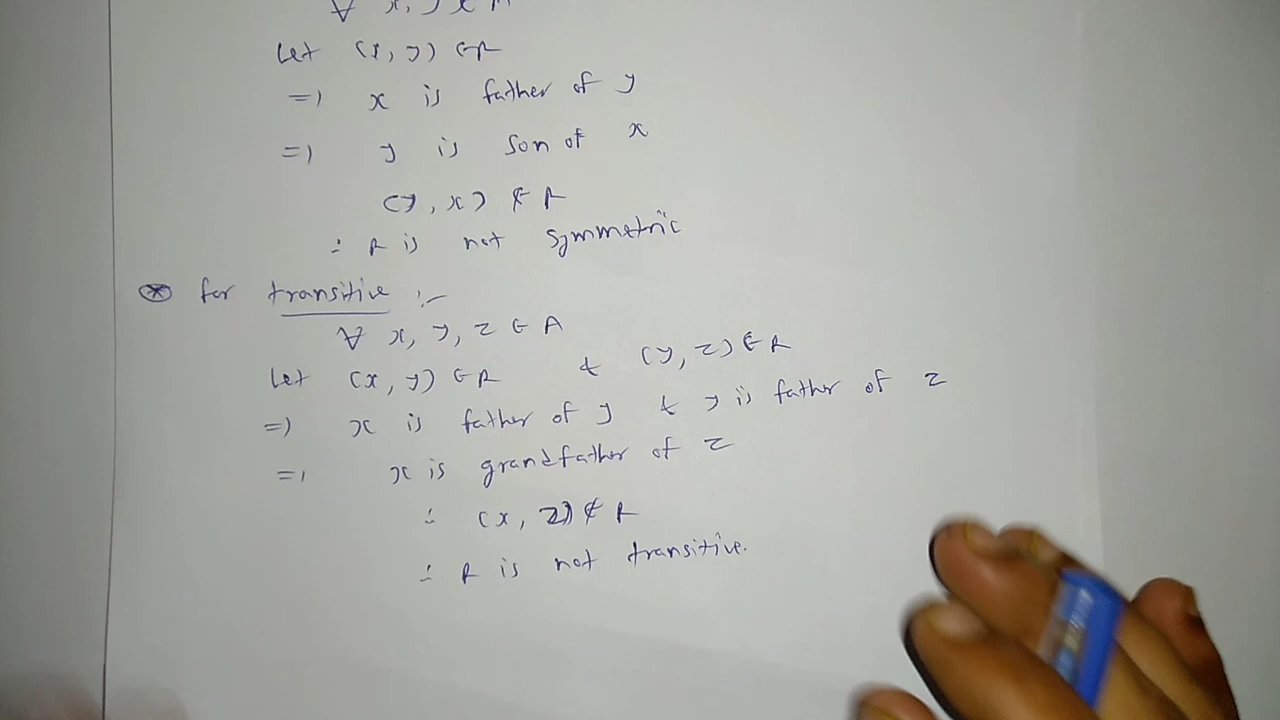 ∀ x, y ∈ A
Let (x, y) ∈ R
=) x is father of y
=) y is son of x
(y, x) ∉ R
∴ R is not symmetric
⊛ for transitive :-
∀ x, y, z ∈ A
Let (x, y) ∈ R & (y, z) ∈ R
=) x is father of y & y is father of z
=) x is grandfather of z
∴ (x, z) ∉ R
∴ R is not transitive.